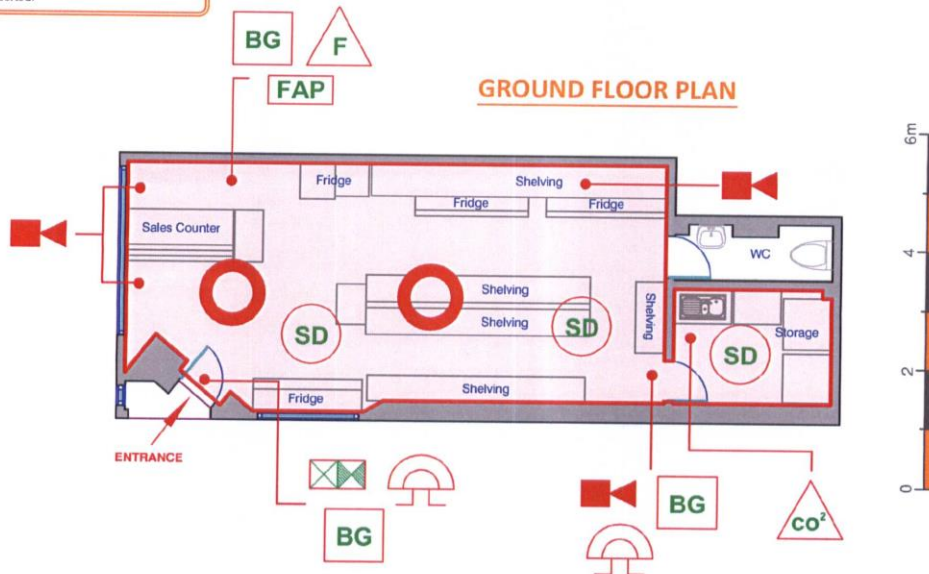 BG
F
FAP
GROUND FLOOR PLAN
6m
Fridge
Shelving
Fridge
Fridge
Sales Counter
WC
4
Shelving
Shelving
Shelving
Storage
SD
SD
SD
2
Fridge
Shelving
ENTRANCE
BG
BG
CO²
0